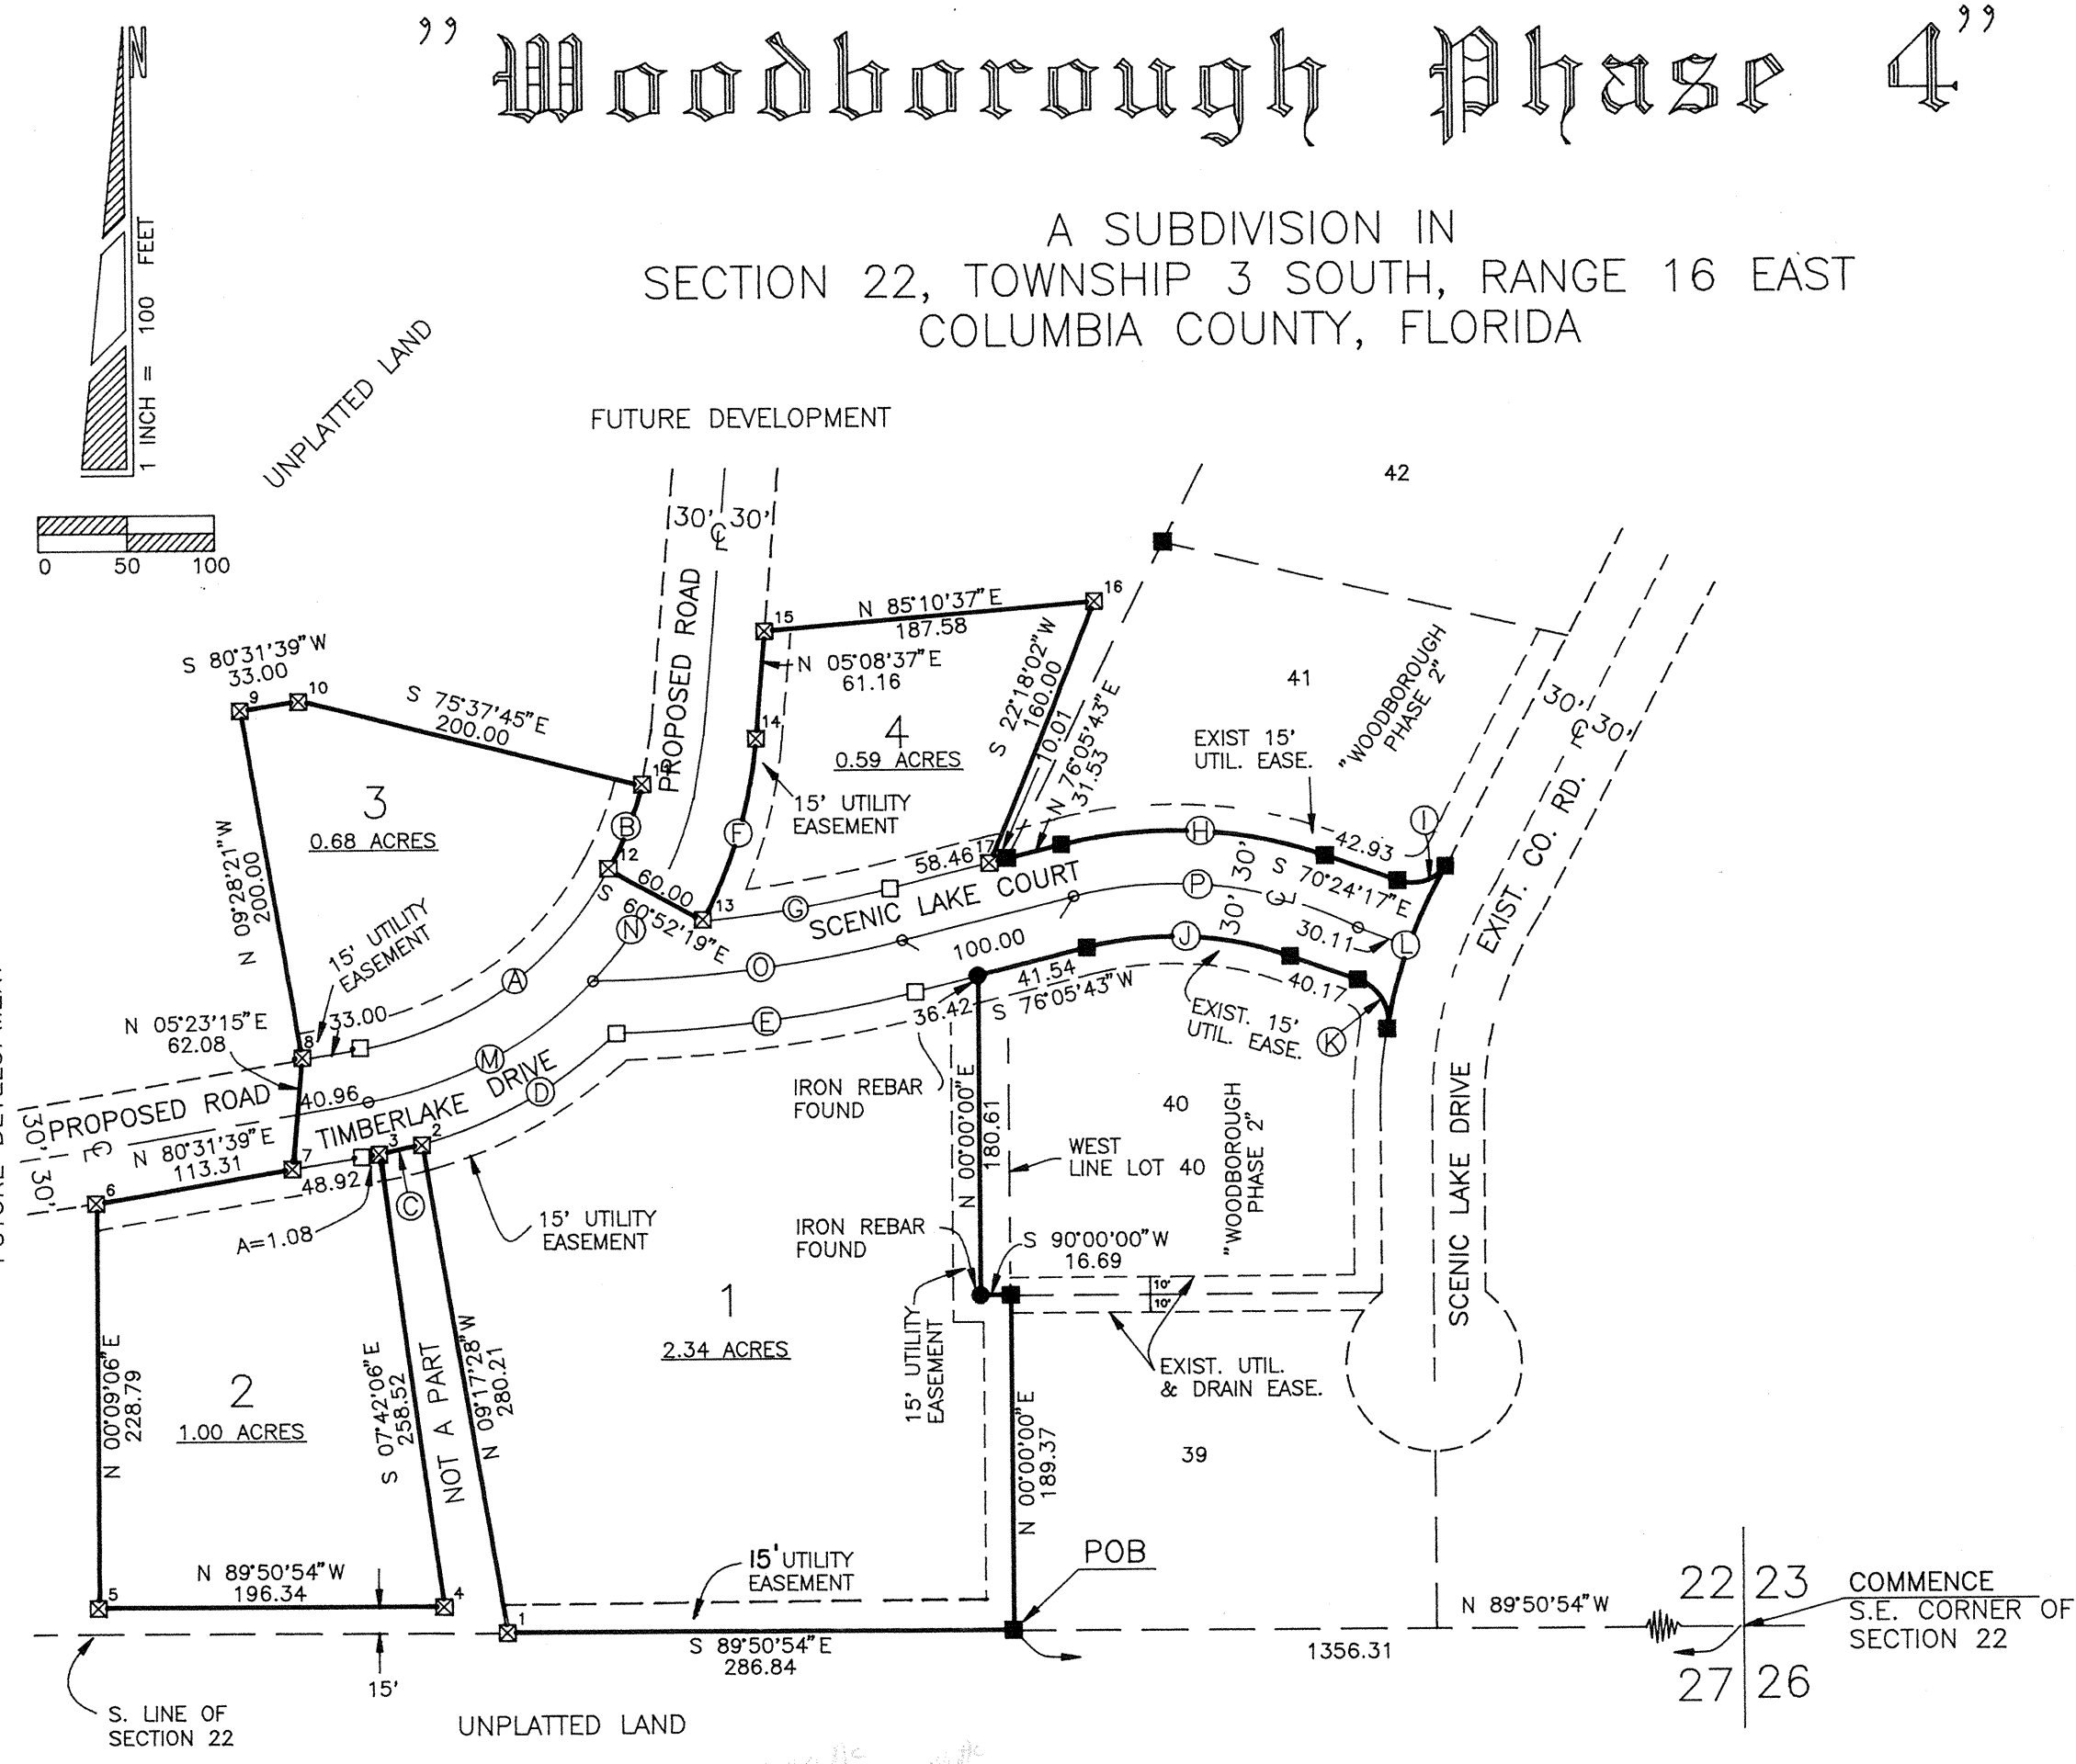 "Woodborough Phase 4"
A SUBDIVISION IN
SECTION 22, TOWNSHIP 3 SOUTH, RANGE 16 EAST
COLUMBIA COUNTY, FLORIDA
N
1 INCH = 100 FEET
0 50 100
UNPLATTED LAND
FUTURE DEVELOPMENT
42
30' 30'
℄
PROPOSED ROAD
15
N 85°10'37" E
187.58
16
N 05°08'37" E
61.16
14
4
0.59 ACRES
15' UTILITY
EASEMENT
S 22°18'02" W
160.00
10.01
N 76°05'43" E
31.53
41
"WOODBOROUGH
PHASE 2"
EXIST 15'
UTIL. EASE.
30' 30'
℄
EXIST. CO. RD.
S 80°31'39" W
33.00
9
10
S 75°37'45" E
200.00
11
3
0.68 ACRES
N 09°28'21" W
200.00
B
12
60.00
S 60°52'19" E
13
F
G
58.46
17
SCENIC LAKE COURT
H
42.93
I
S 70°24'17" E
30' 30'
℄
P
30.11
L
J
40.17
K
EXIST. 15'
UTIL. EASE.
N
O
100.00
41.54
S 76°05'43" W
36.42
E
A
15' UTILITY
EASEMENT
33.00
8
N 05°23'15" E
62.08
M
40.96
TIMBERLAKE DRIVE
D
PROPOSED ROAD
30' 30'
℄
N 80°31'39" E
113.31
7
48.92
3
2
C
A=1.08
6
15' UTILITY
EASEMENT
IRON REBAR
FOUND
N 00°00'00" E
180.61
WEST
LINE LOT 40
40
"WOODBOROUGH
PHASE 2"
IRON REBAR
FOUND
S 90°00'00" W
16.69
10'
10'
EXIST. UTIL.
& DRAIN EASE.
SCENIC LAKE DRIVE
15' UTILITY
EASEMENT
1
2.34 ACRES
2
1.00 ACRES
N 00°09'06" E
228.79
S 07°42'06" E
258.52
NOT A PART
N 09°17'28" W
280.21
N 00°00'00" E
189.37
39
N 89°50'54" W
196.34
5
4
1
15' UTILITY
EASEMENT
S 89°50'54" E
286.84
POB
N 89°50'54" W
1356.31
22 23
27 26
COMMENCE
S.E. CORNER OF
SECTION 22
15'
S. LINE OF
SECTION 22
UNPLATTED LAND